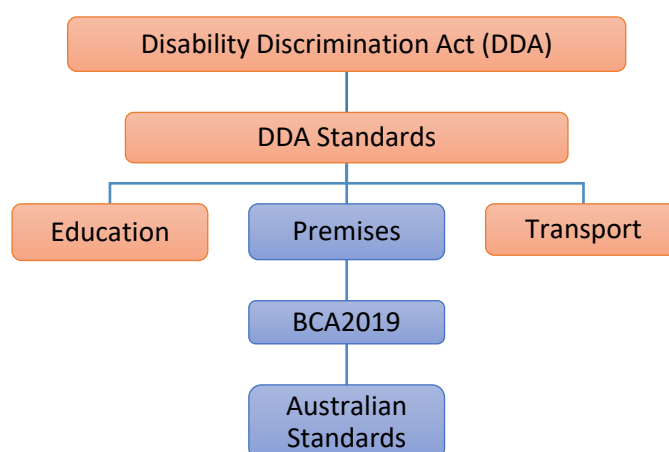 Disability Discrimination Act (DDA)
DDA Standards
Education
Premises
Transport
BCA2019
Australian
Standards